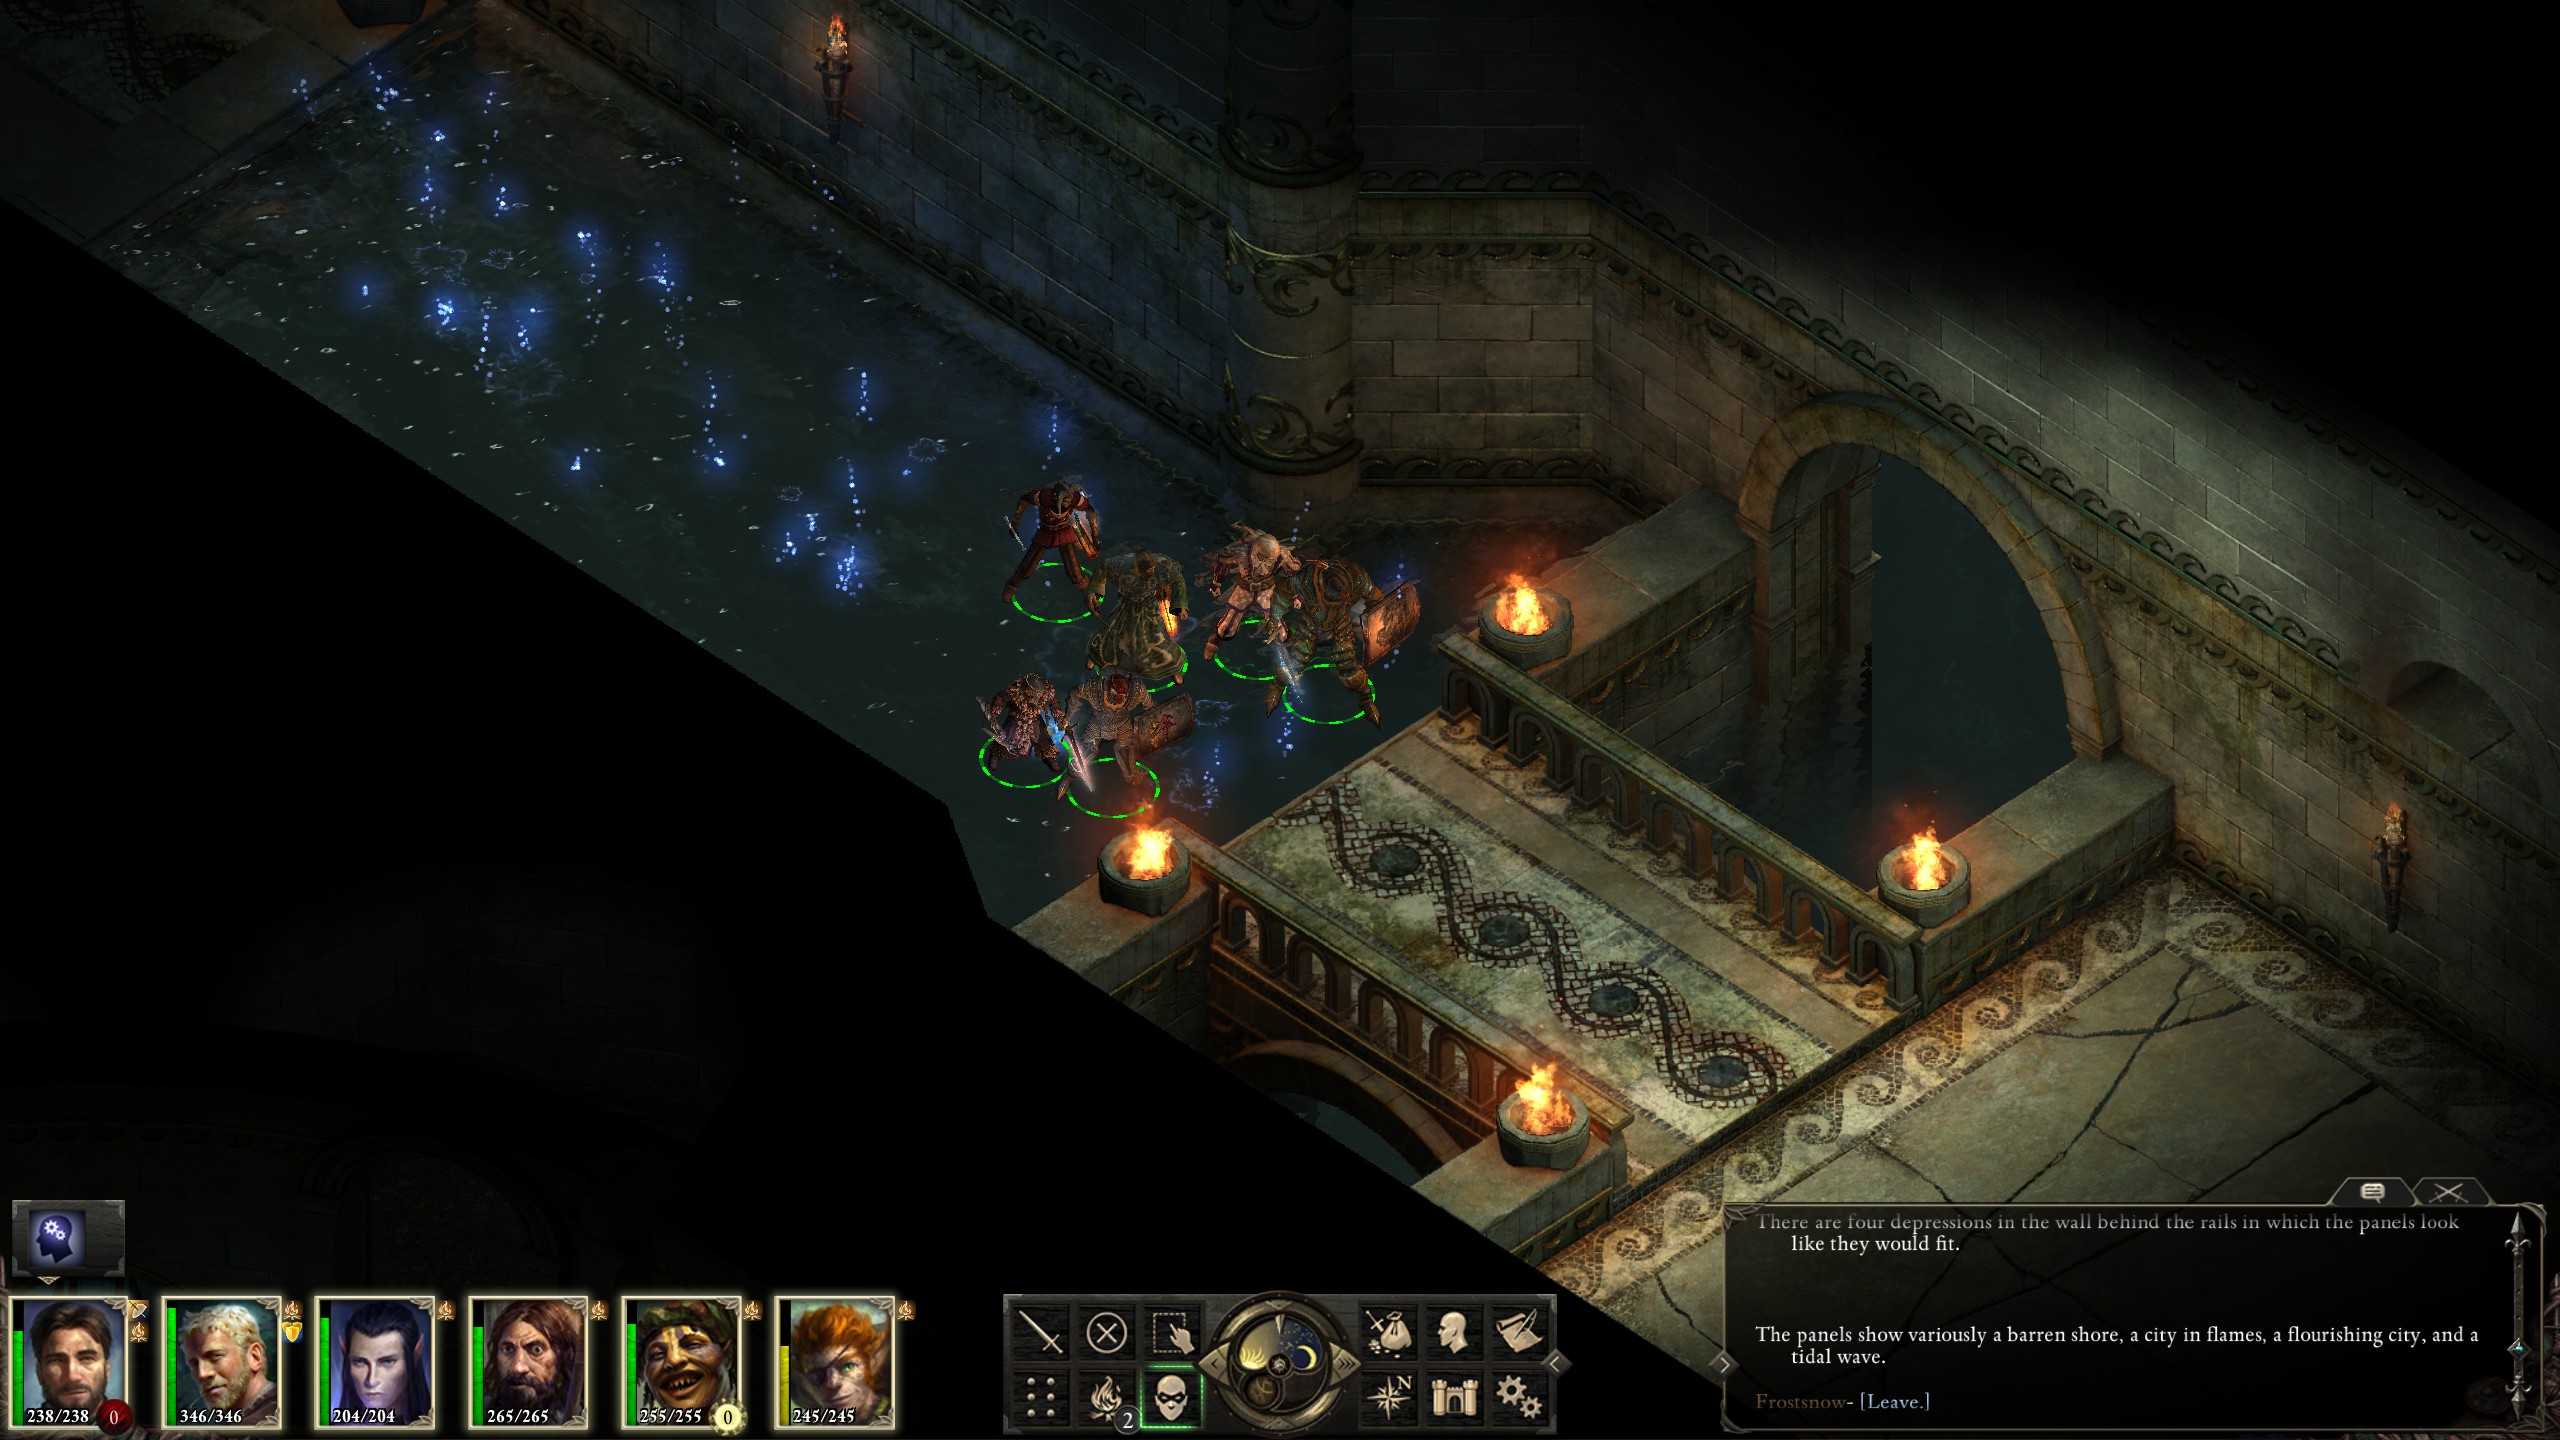 There are four depressions in the wall behind the rails in which the panels look
like they would fit.
The panels show variously a barren shore, a city in flames, a flourishing city, and a
tidal wave.
Frostsnow- [Leave.]
N
2
238/238
0
346/346
204/204
265/265
255/255
0
245/245